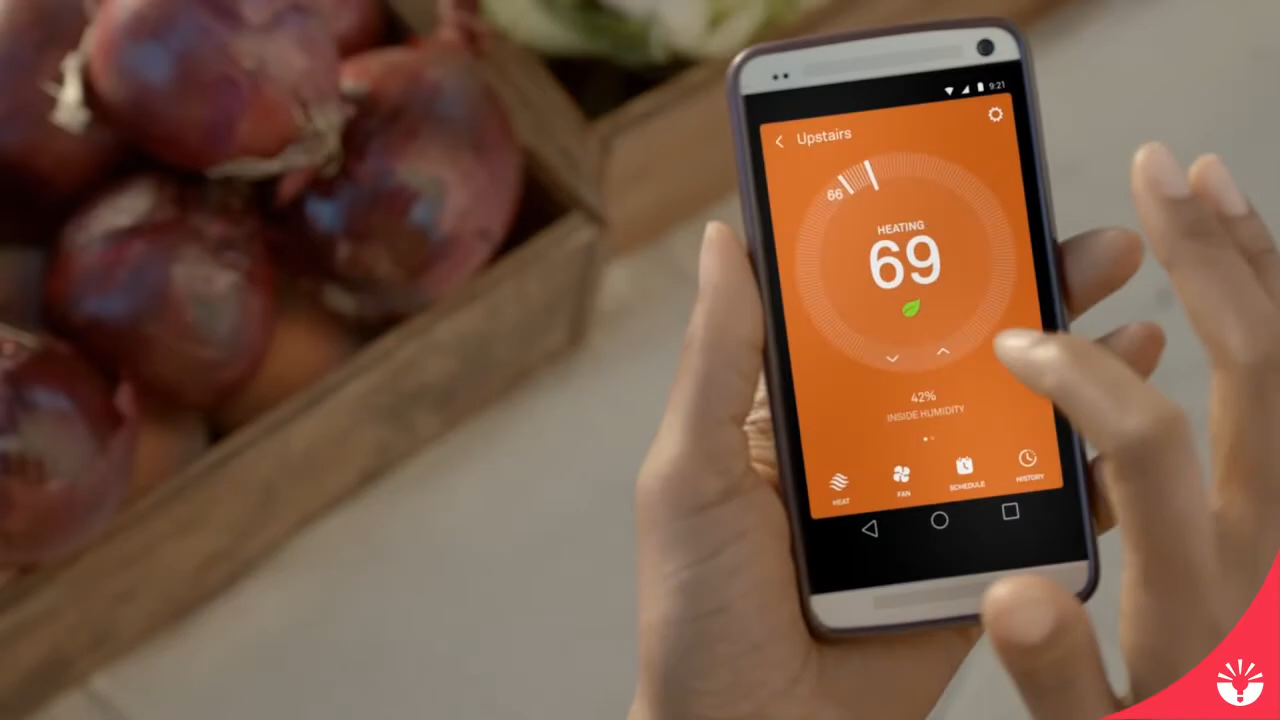 9:21
Upstairs
66
HEATING
69
42%
INSIDE HUMIDITY
HEAT
FAN
SCHEDULE
HISTORY